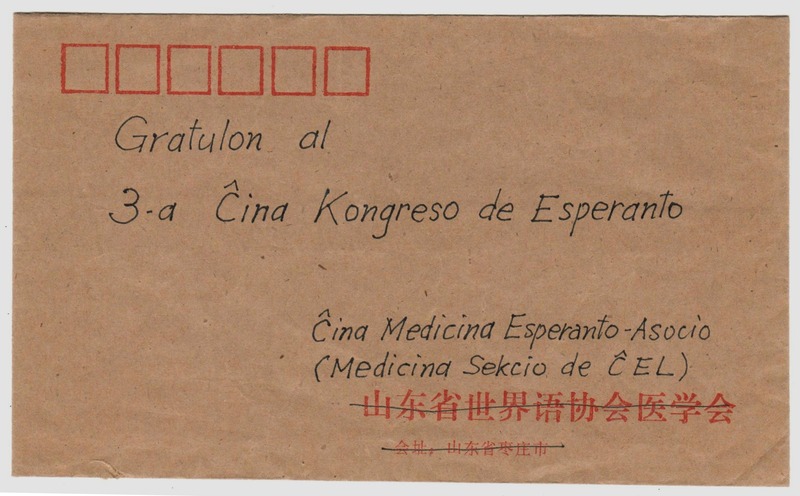 Gratulon al
3-a Ĉina Kongreso de Esperanto
Ĉina Medicina Esperanto-Asocio
(Medicina Sekcio de ĈEL)
山东省世界语协会医学会
会址：山东省枣庄市